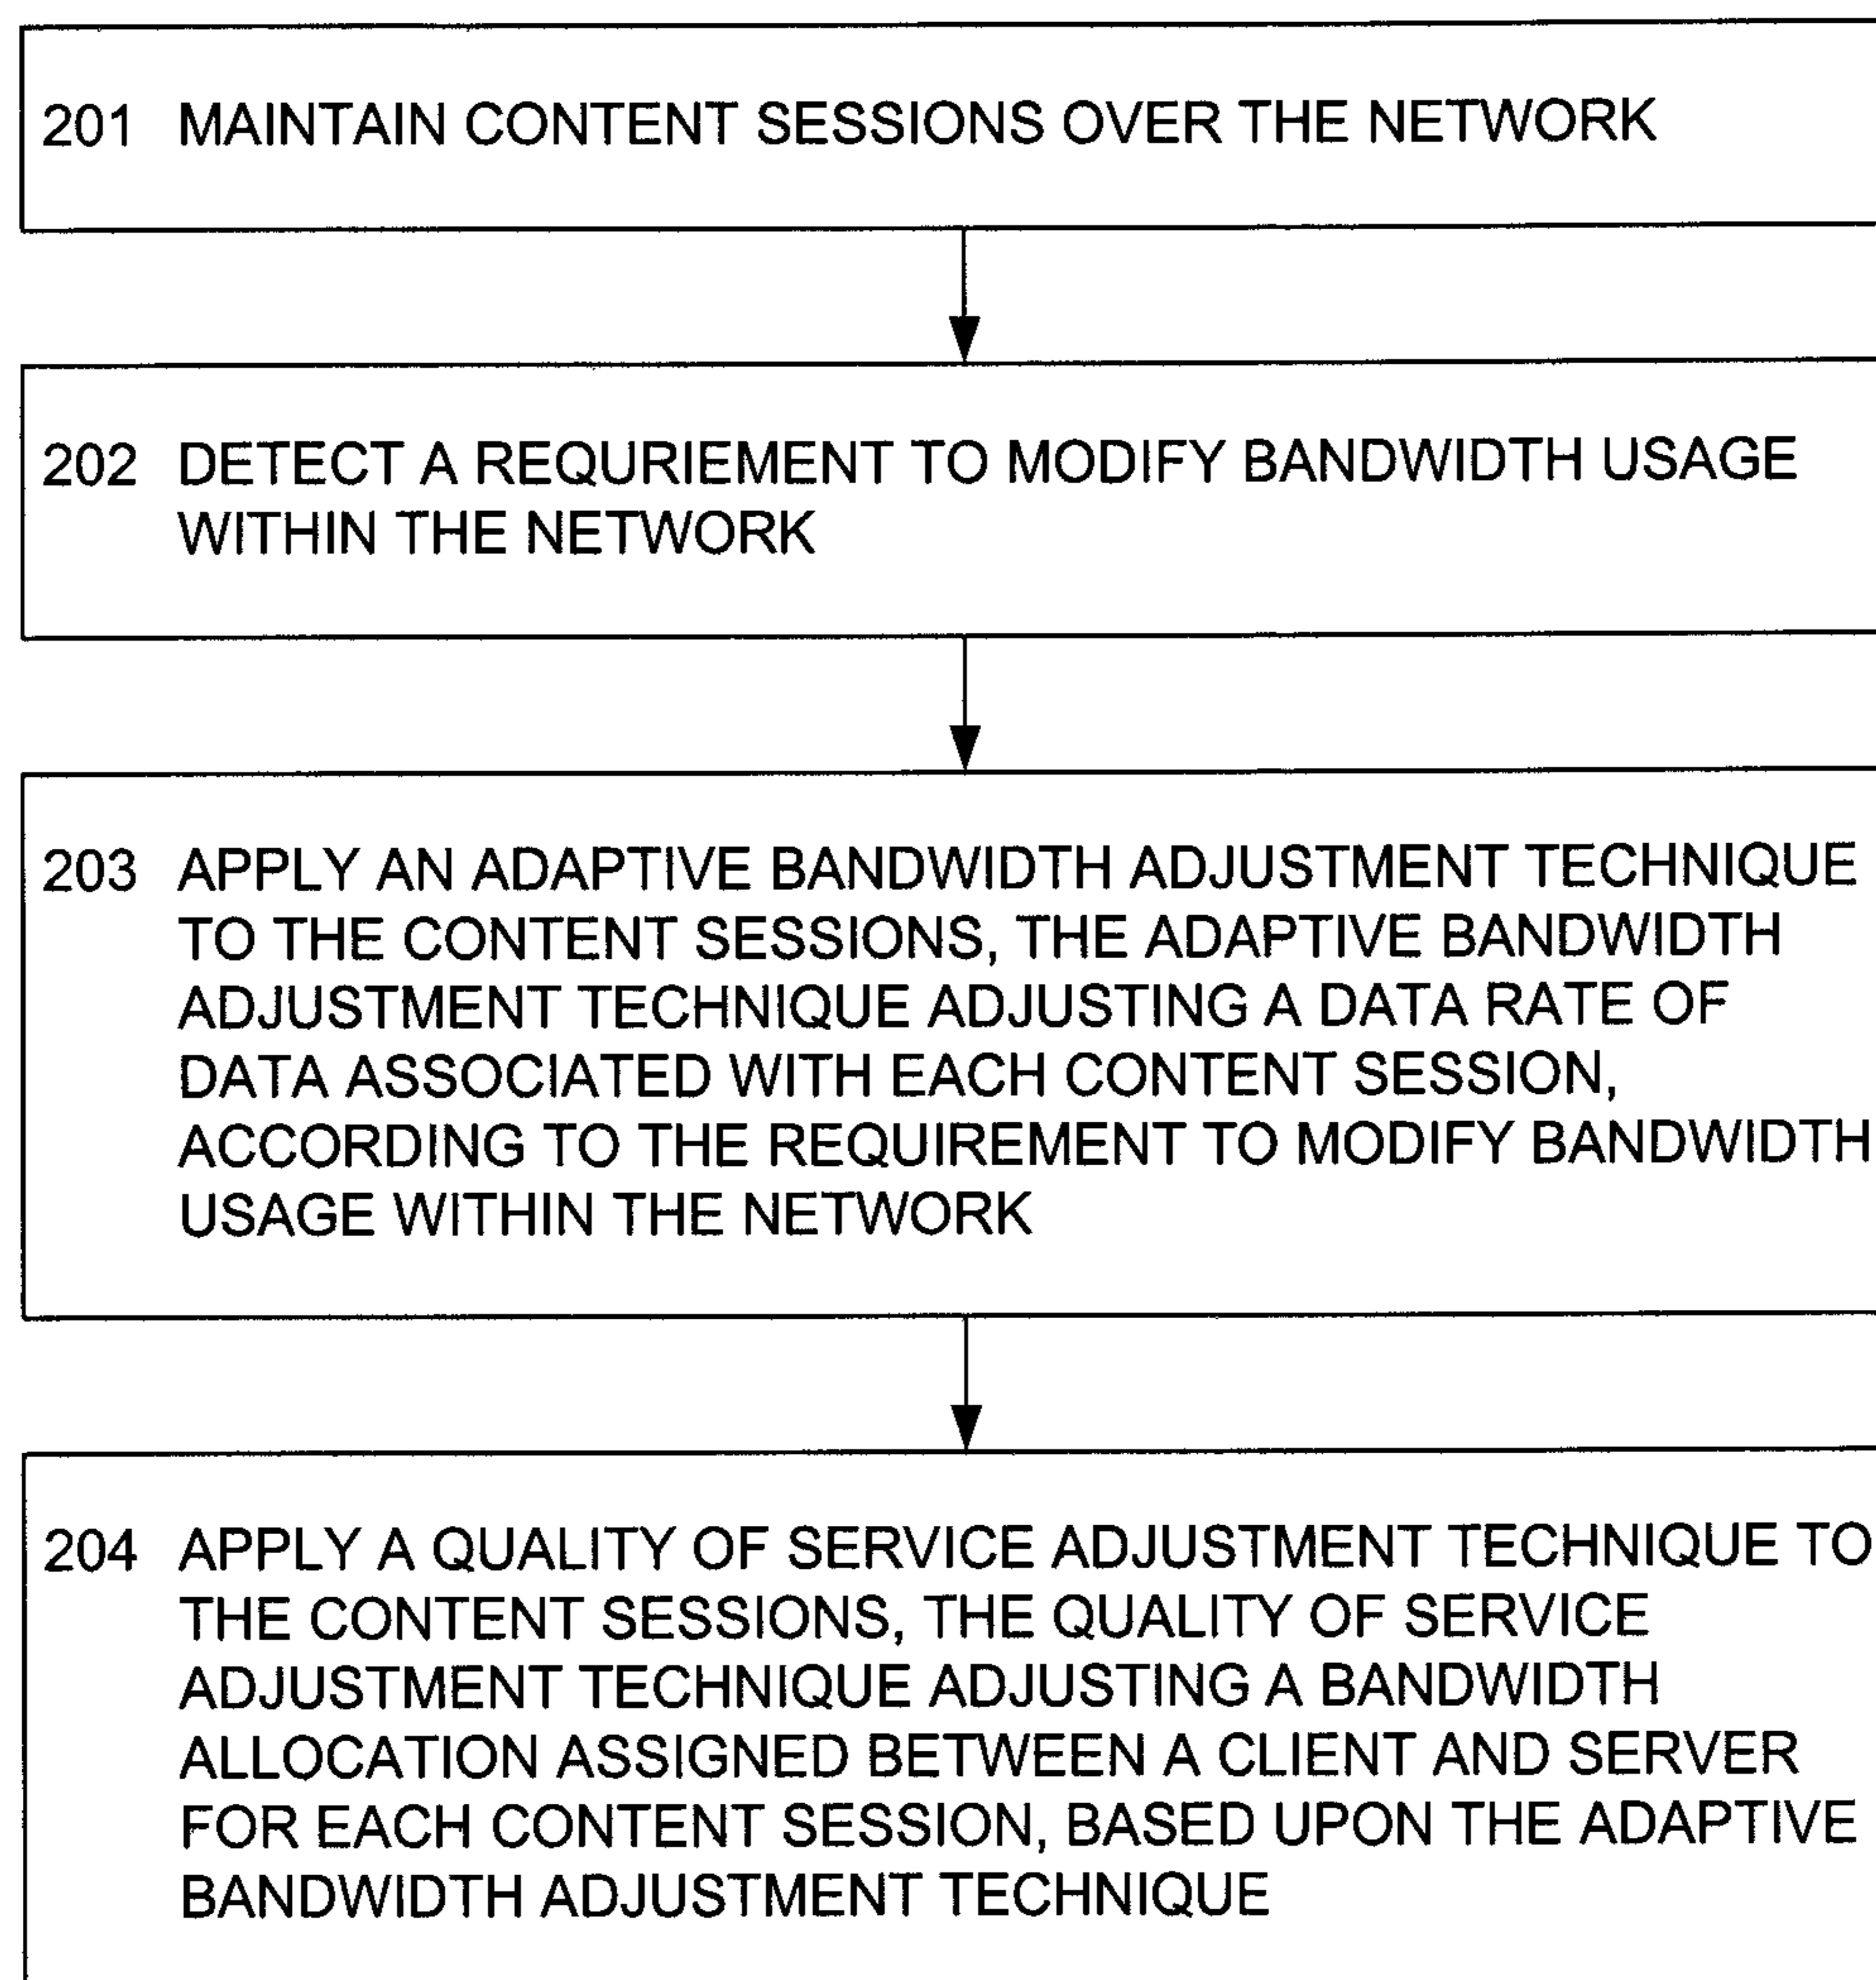 201 MAINTAIN CONTENT SESSIONS OVER THE NETWORK
202 DETECT A REQURIEMENT TO MODIFY BANDWIDTH USAGE
WITHIN THE NETWORK
203 APPLY AN ADAPTIVE BANDWIDTH ADJUSTMENT TECHNIQUE
TO THE CONTENT SESSIONS, THE ADAPTIVE BANDWIDTH
ADJUSTMENT TECHNIQUE ADJUSTING A DATA RATE OF
DATA ASSOCIATED WITH EACH CONTENT SESSION,
ACCORDING TO THE REQUIREMENT TO MODIFY BANDWIDTH
USAGE WITHIN THE NETWORK
204 APPLY A QUALITY OF SERVICE ADJUSTMENT TECHNIQUE TO
THE CONTENT SESSIONS, THE QUALITY OF SERVICE
ADJUSTMENT TECHNIQUE ADJUSTING A BANDWIDTH
ALLOCATION ASSIGNED BETWEEN A CLIENT AND SERVER
FOR EACH CONTENT SESSION, BASED UPON THE ADAPTIVE
BANDWIDTH ADJUSTMENT TECHNIQUE